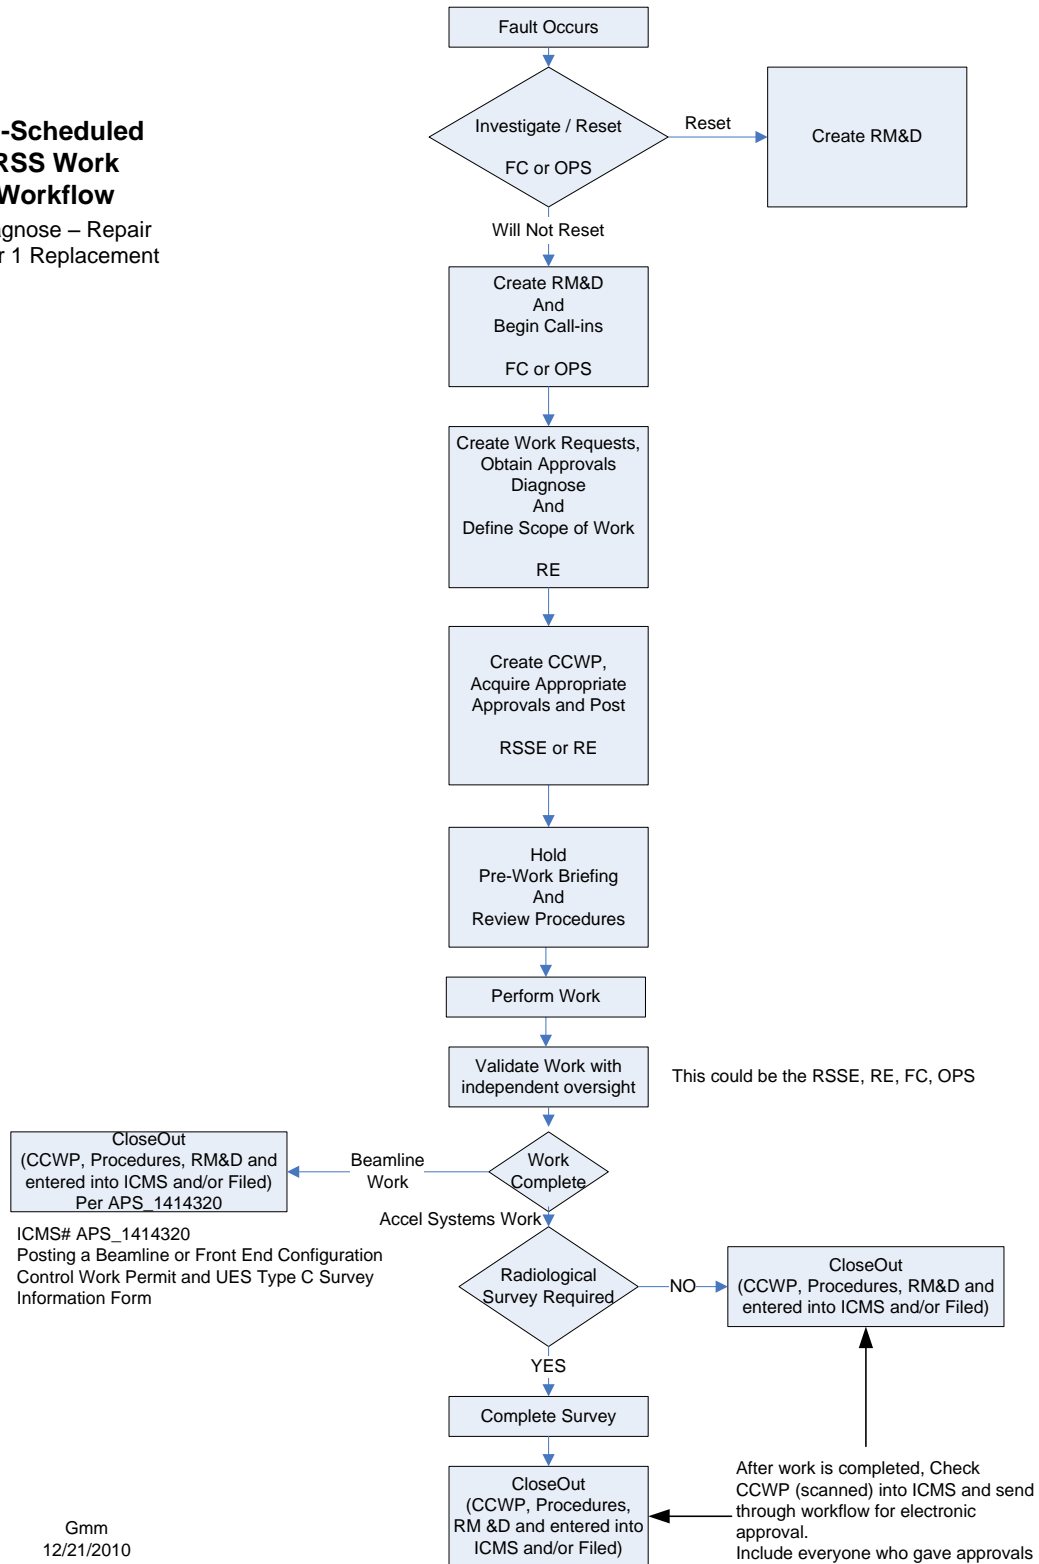 Fault Occurs
-Scheduled
RSS Work
Workflow
agnose – Repair
r 1 Replacement
Investigate / Reset
FC or OPS
Reset
Create RM&D
Will Not Reset
Create RM&D
And
Begin Call-ins
FC or OPS
Create Work Requests,
Obtain Approvals
Diagnose
And
Define Scope of Work
RE
Create CCWP,
Acquire Appropriate
Approvals and Post
RSSE or RE
Hold
Pre-Work Briefing
And
Review Procedures
Perform Work
Validate Work with
independent oversight
This could be the RSSE, RE, FC, OPS
Work
Complete
Beamline
Work
CloseOut
(CCWP, Procedures, RM&D and
entered into ICMS and/or Filed)
Per APS_1414320
ICMS# APS_1414320
Posting a Beamline or Front End Configuration
Control Work Permit and UES Type C Survey
Information Form
Accel Systems Work
Radiological
Survey Required
NO
CloseOut
(CCWP, Procedures, RM&D and
entered into ICMS and/or Filed)
YES
Complete Survey
CloseOut
(CCWP, Procedures,
RM &D and entered into
ICMS and/or Filed)
After work is completed, Check
CCWP (scanned) into ICMS and send
through workflow for electronic
approval.
Include everyone who gave approvals
Gmm
12/21/2010